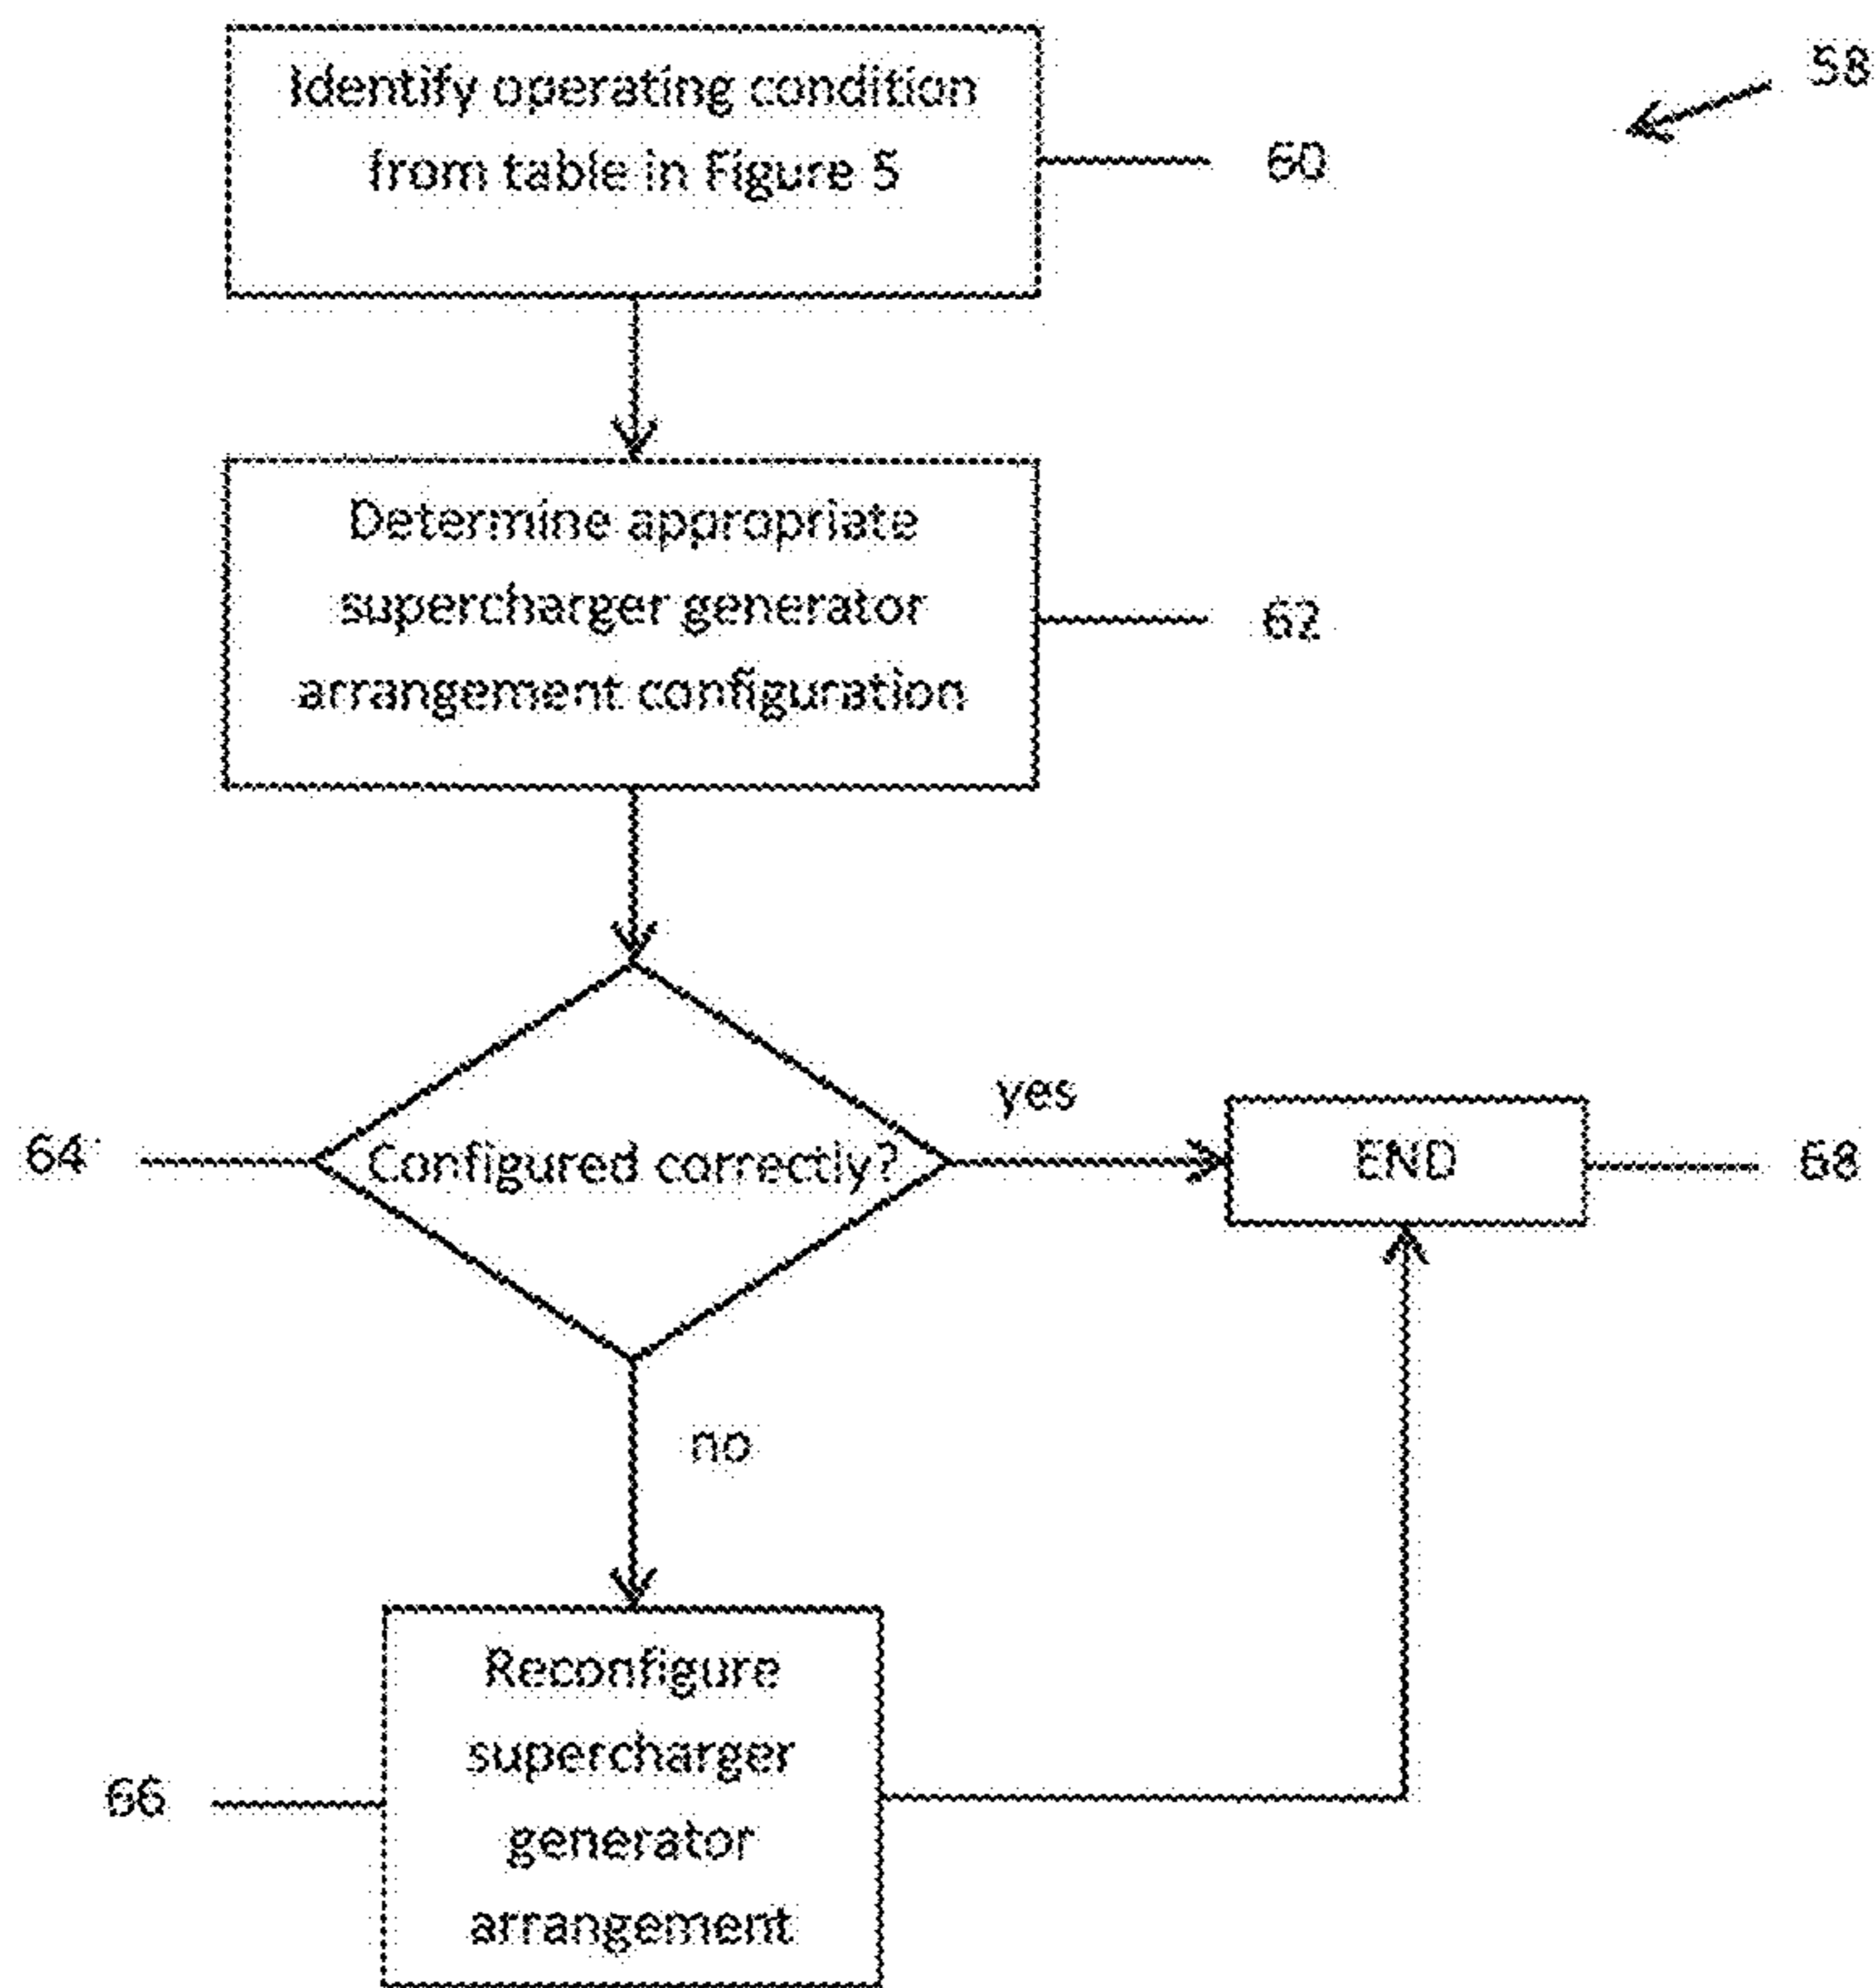 58
Identify operating condition
from table in Figure 5
60
Determine appropriate
supercharger generator
arrangement configuration
62
64
Configured correctly?
yes
END
68
no
Reconfigure
supercharger
generator
arrangement
66